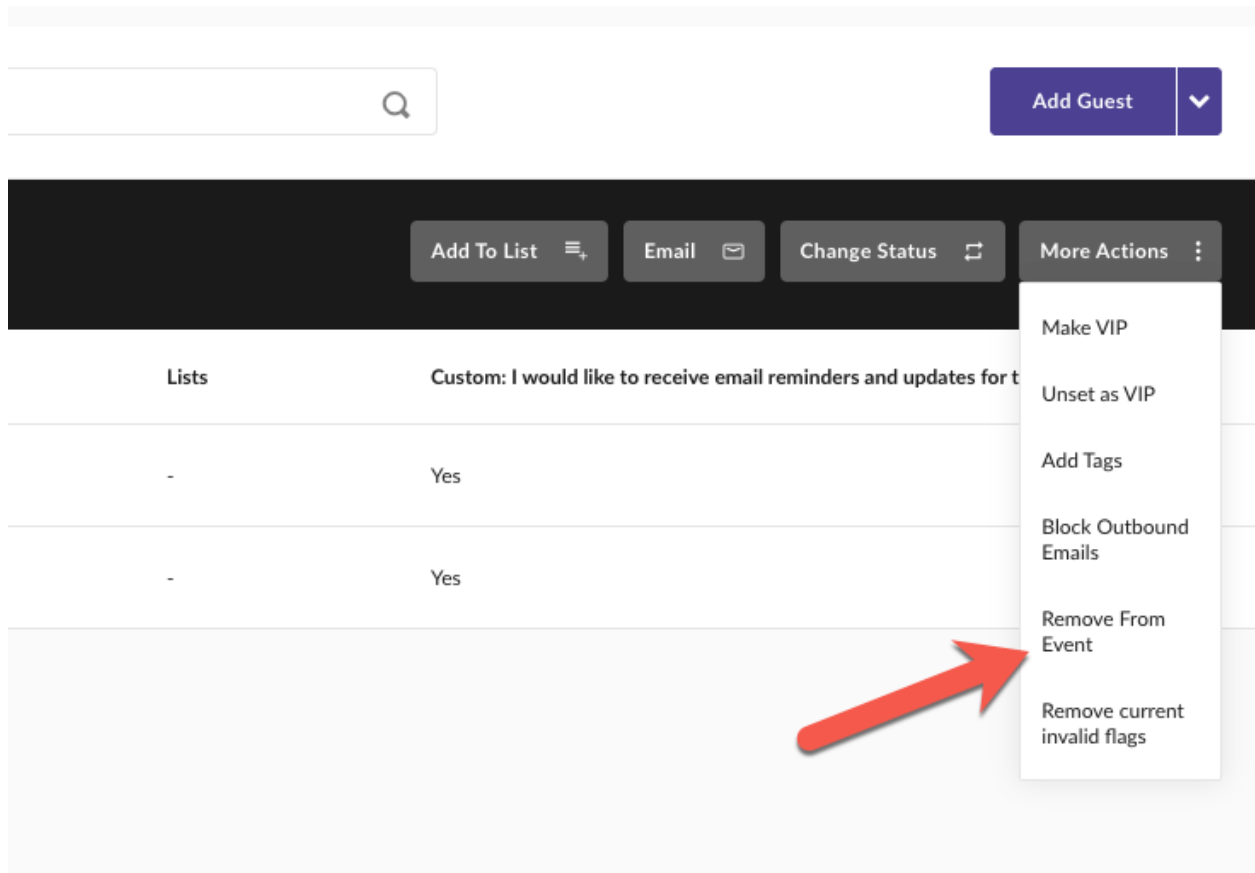 Add Guest
Add To List
Email
Change Status
More Actions
Make VIP
Lists
Custom: I would like to receive email reminders and updates for t
Unset as VIP
Add Tags
-
Yes
Block Outbound
Emails
-
Yes
Remove From
Event
Remove current
invalid flags